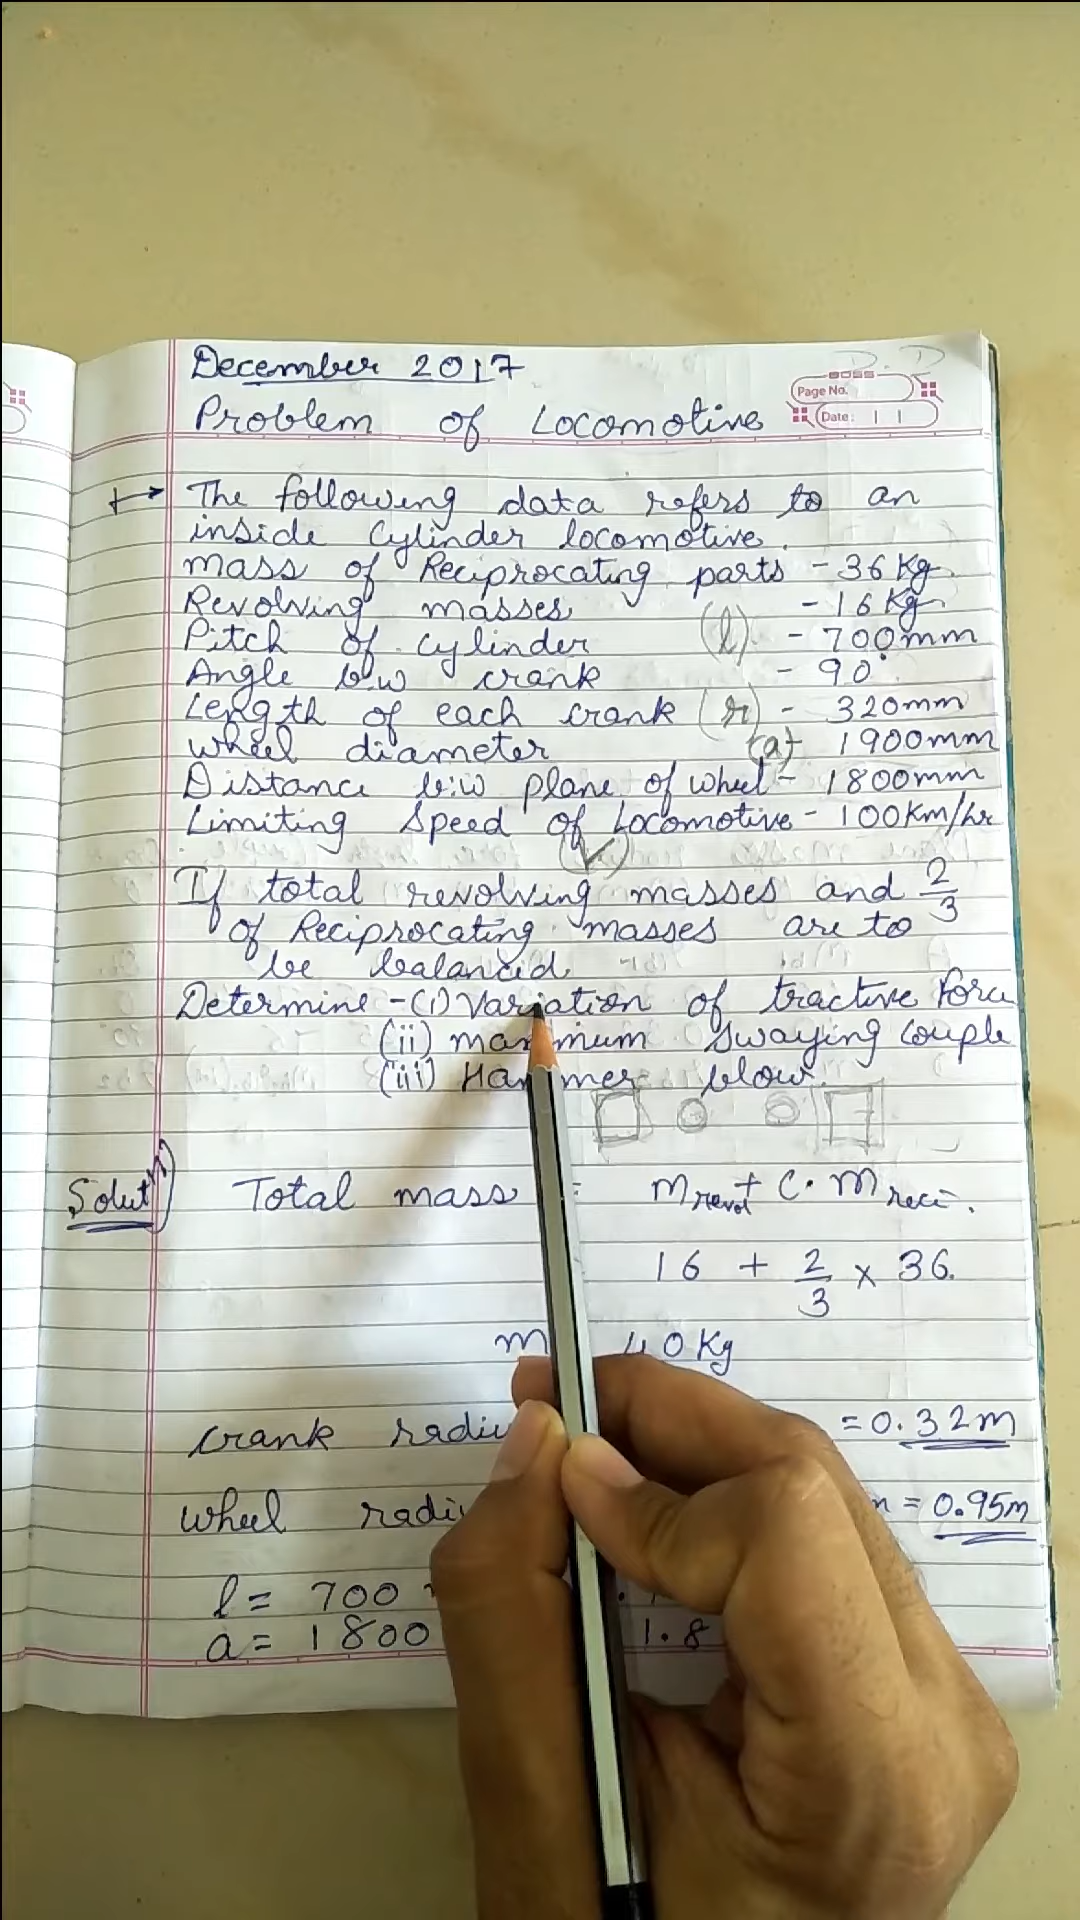 December 2017
BOSS
Page No.
Date: | |
Problem of Locomotive
The following data refers to an
inside Cylinder locomotive.
mass of Reciprocating parts - 36 Kg.
Revolving masses - 16 Kg
Pitch of cylinder (l) - 700mm
Angle b.w crank - 90°
Length of each crank (r) - 320mm
wheel diameter 1900mm
Distance b:w plane of wheel - (a) 1800mm
Limiting Speed of Locomotive - 100Km/hr
If total revolving masses and 2/3
of Reciprocating masses are to
be balanced
Determine - (i) Variation of tractive force
(ii) maximum swaying couple
(iii) Hammer blow.
Solutn) Total mass = mrevol + C. mreci.
16 + 2/3 x 36.
m 40 Kg
crank radiu = 0.32m
wheel radiu = 0.95m
l = 700
a = 1800 1.8